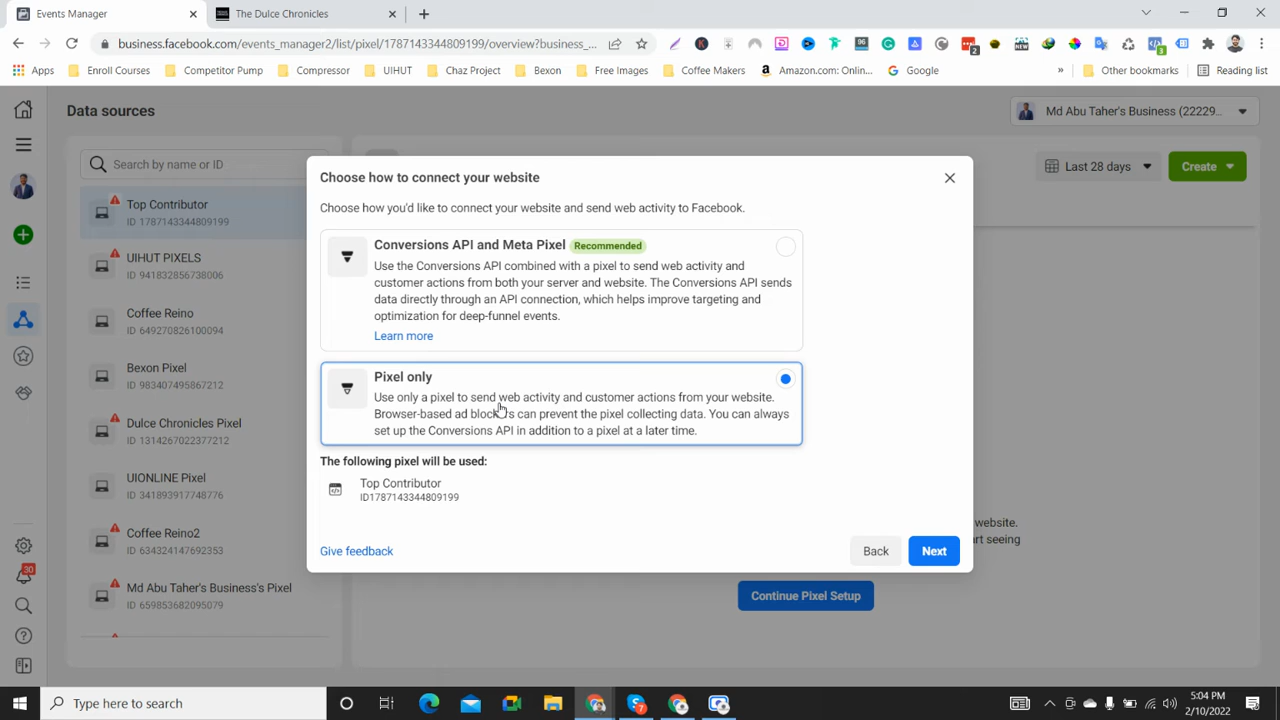 Events Manager
The Dulce Chronicles
business.facebook.com/events_manager2/list/pixel/1787143344809199/overview?business_...
Apps
Enroll Courses
Competitor Pump
Compressor
UIHUT
Chaz Project
Bexon
Free Images
Coffee Makers
Amazon.com: Onlin...
Google
»
Other bookmarks
Reading list
Data sources
Md Abu Taher's Business (22229...
Search by name or ID
Last 28 days
Create
Top Contributor
ID 1787143344809199
UIHUT PIXELS
ID 941832856738006
Coffee Reino
ID 649270826100094
Bexon Pixel
ID 983407495867212
Dulce Chronicles Pixel
ID 1314267022377212
UIONLINE Pixel
ID 341893917748776
Coffee Reino2
ID 634324147692353
Md Abu Taher's Business's Pixel
ID 659853682095079
30
Choose how to connect your website
Choose how you'd like to connect your website and send web activity to Facebook.
Conversions API and Meta Pixel Recommended
Use the Conversions API combined with a pixel to send web activity and
customer actions from both your server and website. The Conversions API sends
data directly through an API connection, which helps improve targeting and
optimization for deep-funnel events.
Learn more
Pixel only
Use only a pixel to send web activity and customer actions from your website.
Browser-based ad blockers can prevent the pixel collecting data. You can always
set up the Conversions API in addition to a pixel at a later time.
The following pixel will be used:
Top Contributor
ID1787143344809199
Give feedback
Back
Next
website.
art seeing
Continue Pixel Setup
Type here to search
5:04 PM
2/10/2022